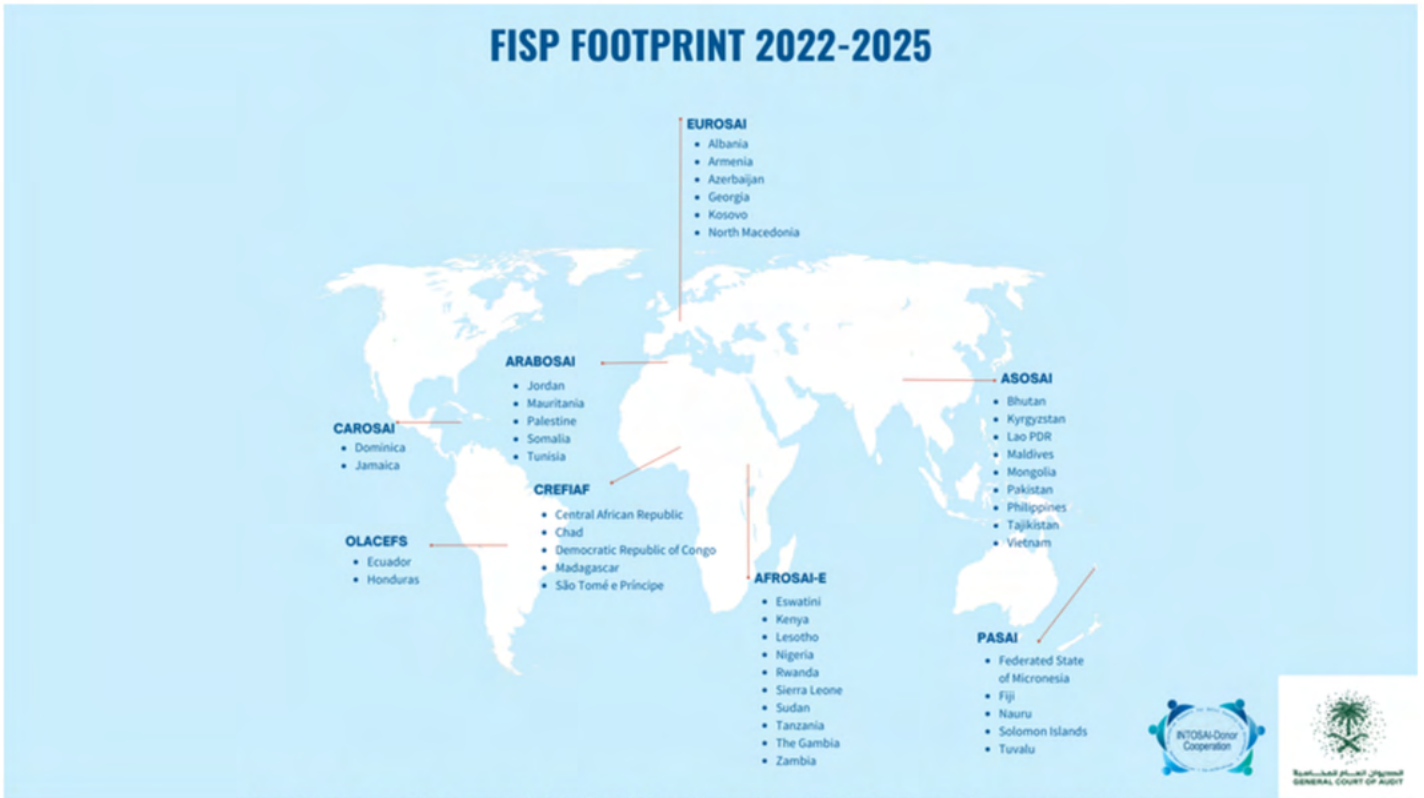 FISP FOOTPRINT 2022-2025
EUROSAI
• Albania
• Armenia
• Azerbaijan
• Georgia
• Kosovo
• North Macedonia
ARABOSAI
• Jordan
• Mauritania
• Palestine
• Somalia
• Tunisia
ASOSAI
• Bhutan
• Kyrgyzstan
• Lao PDR
• Maldives
• Mongolia
• Pakistan
• Philippines
• Tajikistan
• Vietnam
CAROSAI
• Dominica
• Jamaica
CREFIAF
• Central African Republic
• Chad
• Democratic Republic of Congo
• Madagascar
• São Tomé e Príncipe
OLACEFS
• Ecuador
• Honduras
AFROSAI-E
• Eswatini
• Kenya
• Lesotho
• Nigeria
• Rwanda
• Sierra Leone
• Sudan
• Tanzania
• The Gambia
• Zambia
PASAI
• Federated State
of Micronesia
• Fiji
• Nauru
• Solomon Islands
• Tuvalu
INTOSAI-Donor
Cooperation
الديوان العام للمحاسبة
GENERAL COURT OF AUDIT